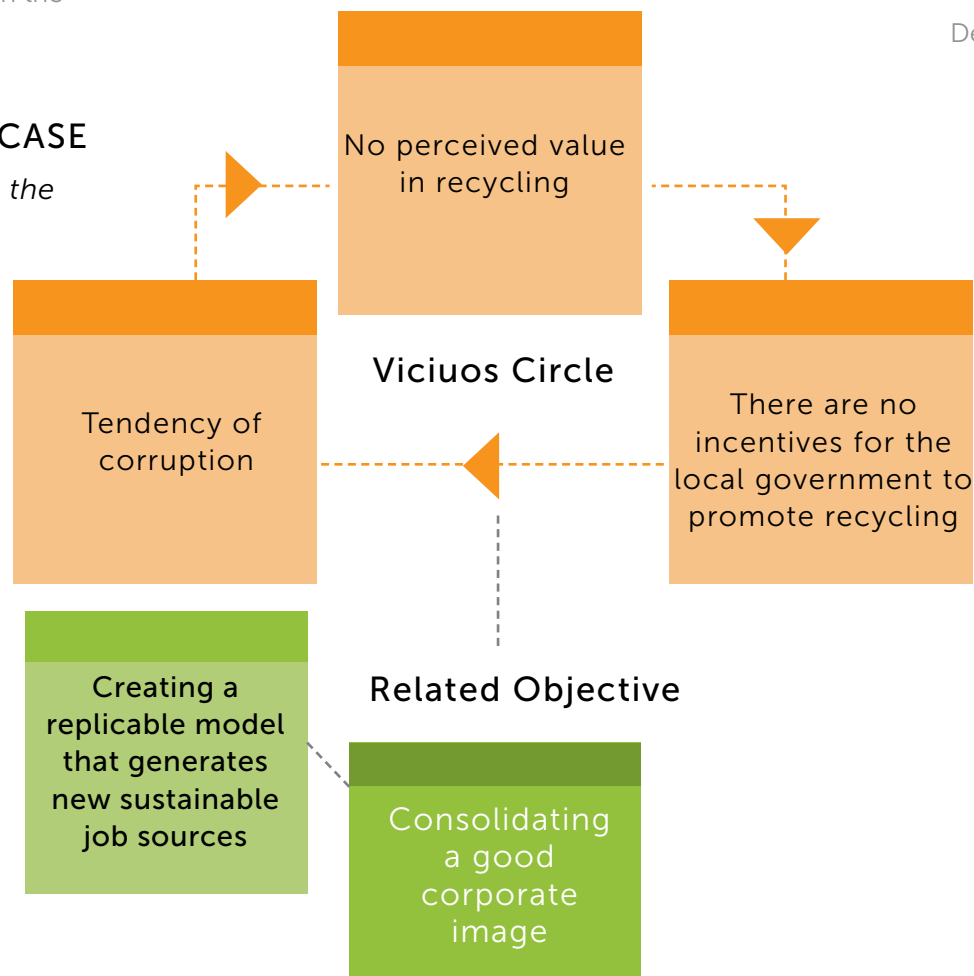 n the
De
CASE
the
No perceived value
in recycling
Viciuos Circle
Tendency of
corruption
There are no
incentives for the
local government to
promote recycling
Related Objective
Creating a
replicable model
that generates
new sustainable
job sources
Consolidating
a good
corporate
image